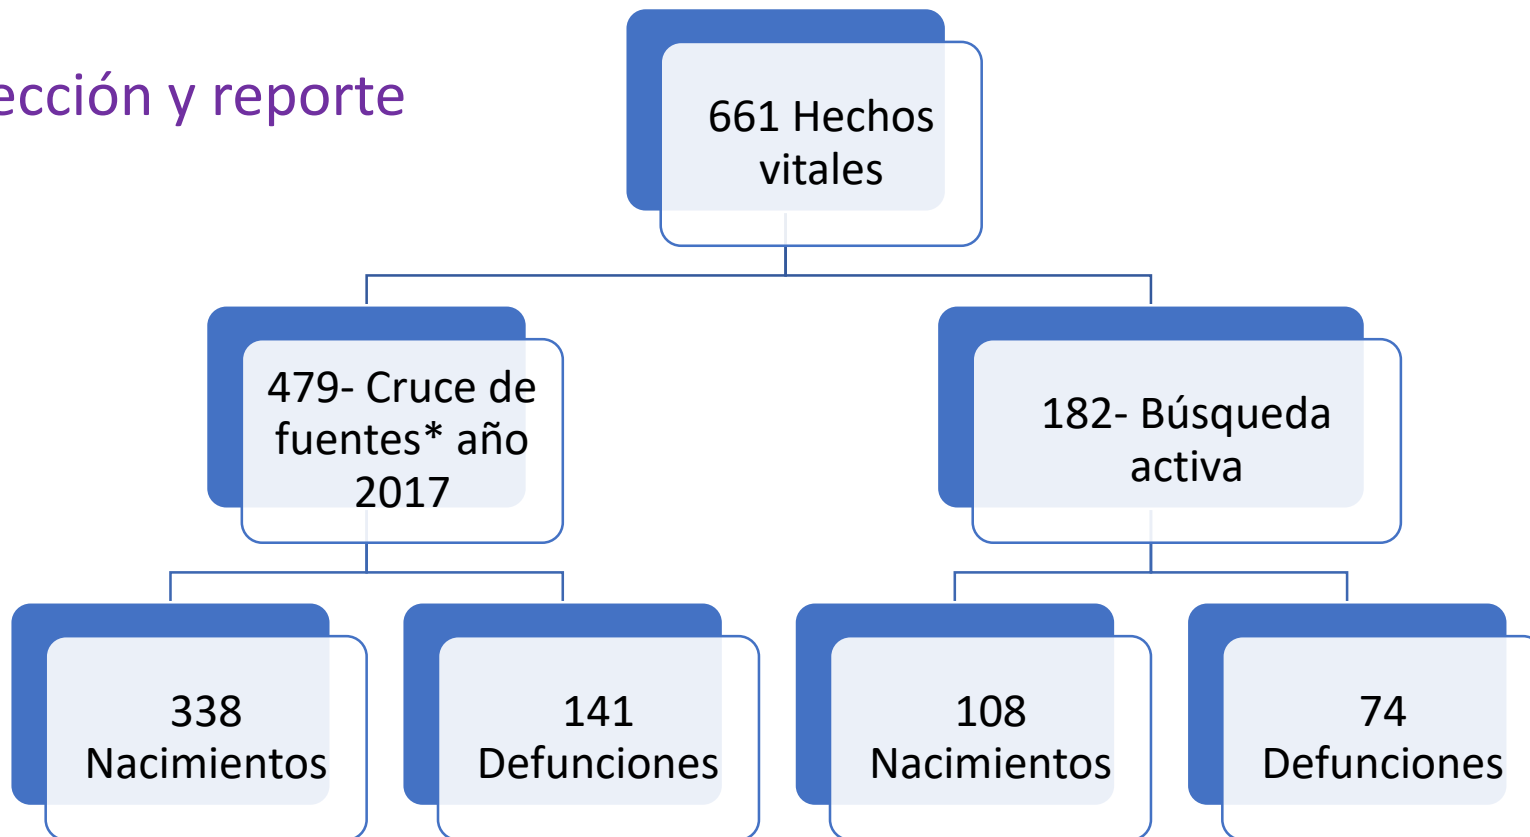 ección y reporte
661 Hechos
vitales
479- Cruce de
fuentes* año
2017
182- Búsqueda
activa
338
Nacimientos
141
Defunciones
108
Nacimientos
74
Defunciones